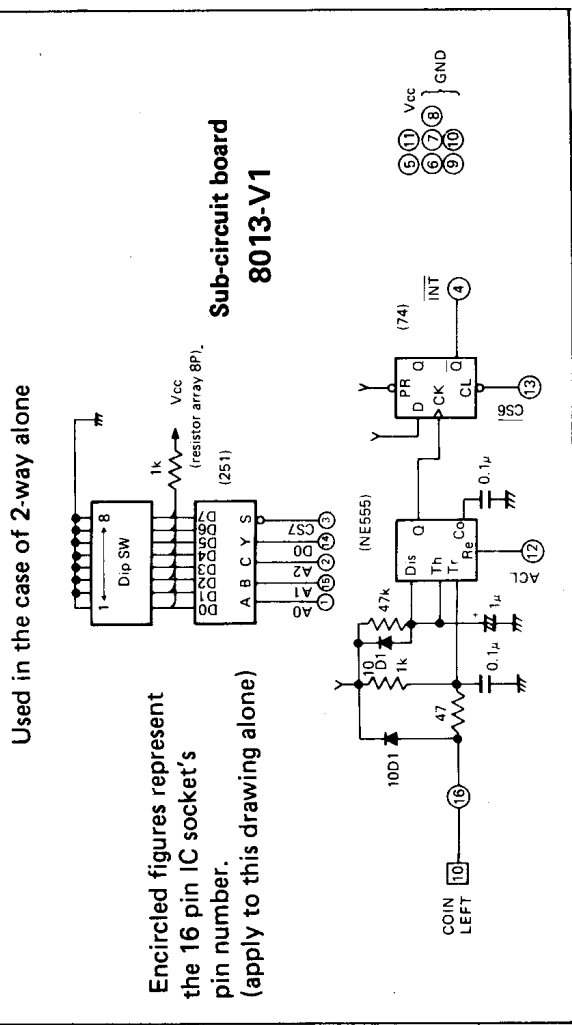 Used in the case of 2-way alone
Encircled figures represent
the 16 pin IC socket's
pin number.
(apply to this drawing alone)
Sub-circuit board
8013-V1
1 8
Dip SW
1k
Vcc
(resistor array 8P).
D0 D1 D2 D3 D4 D5 D6 D7
(251)
A B C Y S
A0 A1 A2 D0 CS7
1 15 2 14 3
COIN
LEFT
10
16
10D1
47
10
D1
1k
47k
0.1μ
+
1μ
(NE555)
Dis
Th
Tr
Q
Co
Re
0.1μ
ACL
12
(74)
PR
D
CK
CL
Q
Q̅
C̅S̅6̅
13
I̅N̅T̅
4
5 11 Vcc
6 7 8
9 10
GND